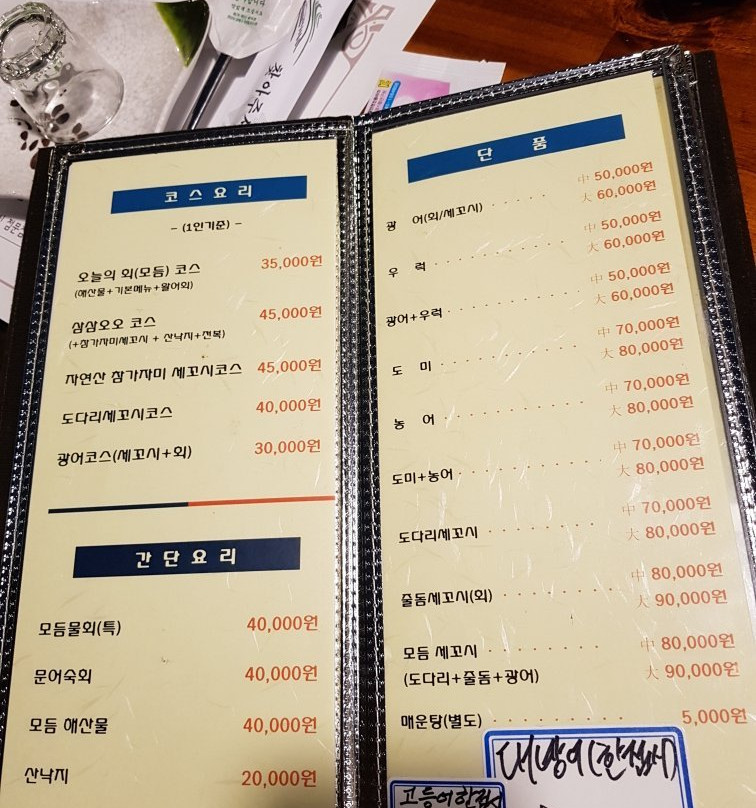 찾아주
코스요리
- (1인기준) -
오늘의 회(모듬) 코스 35,000원
(해산물+기본메뉴+활어회)
삼삼오오 코스 45,000원
(+참가자미세꼬시 + 산낙지+전복)
자연산 참가자미 세꼬시코스 45,000원
도다리세꼬시코스 40,000원
광어코스(세꼬시+회) 30,000원
간단요리
모듬물회(특) 40,000원
문어숙회 40,000원
모듬 해산물 40,000원
산낙지 20,000원
단 품
광 어(회/세꼬시) 中 50,000원
大 60,000원
우 럭 中 50,000원
大 60,000원
광어+우럭 中 50,000원
大 60,000원
도 미 中 70,000원
大 80,000원
농 어 中 70,000원
大 80,000원
도미+농어 中 70,000원
大 80,000원
도다리세꼬시 中 70,000원
大 80,000원
줄돔세꼬시(회) 中 80,000원
大 90,000원
모듬 세꼬시 中 80,000원
(도다리+줄돔+광어) 大 90,000원
매운탕(별도) 5,000원
대방어(한접시)
고등어한접시